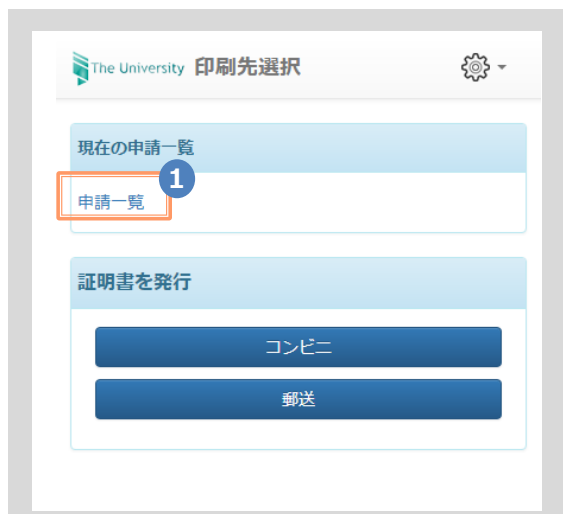 The University 印刷先選択
現在の申請一覧
1
申請一覧
証明書を発行
コンビニ
郵送